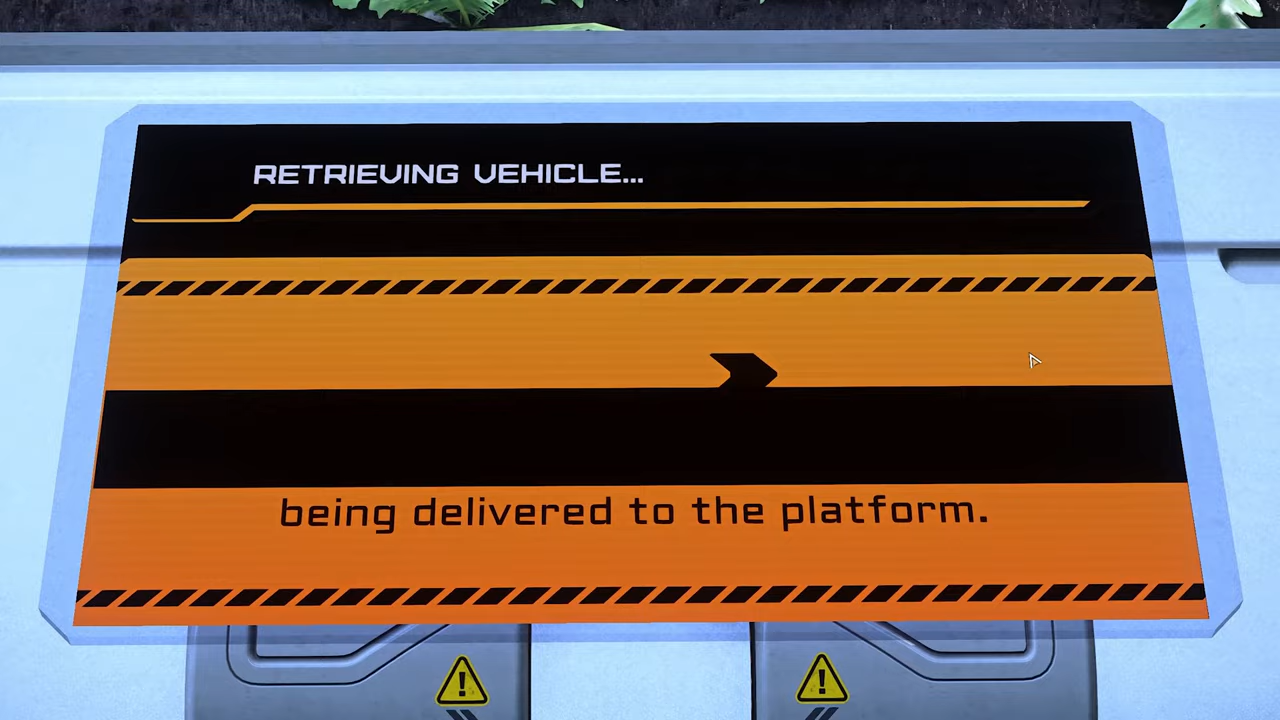 RETRIEVING VEHICLE...
being delivered to the platform.